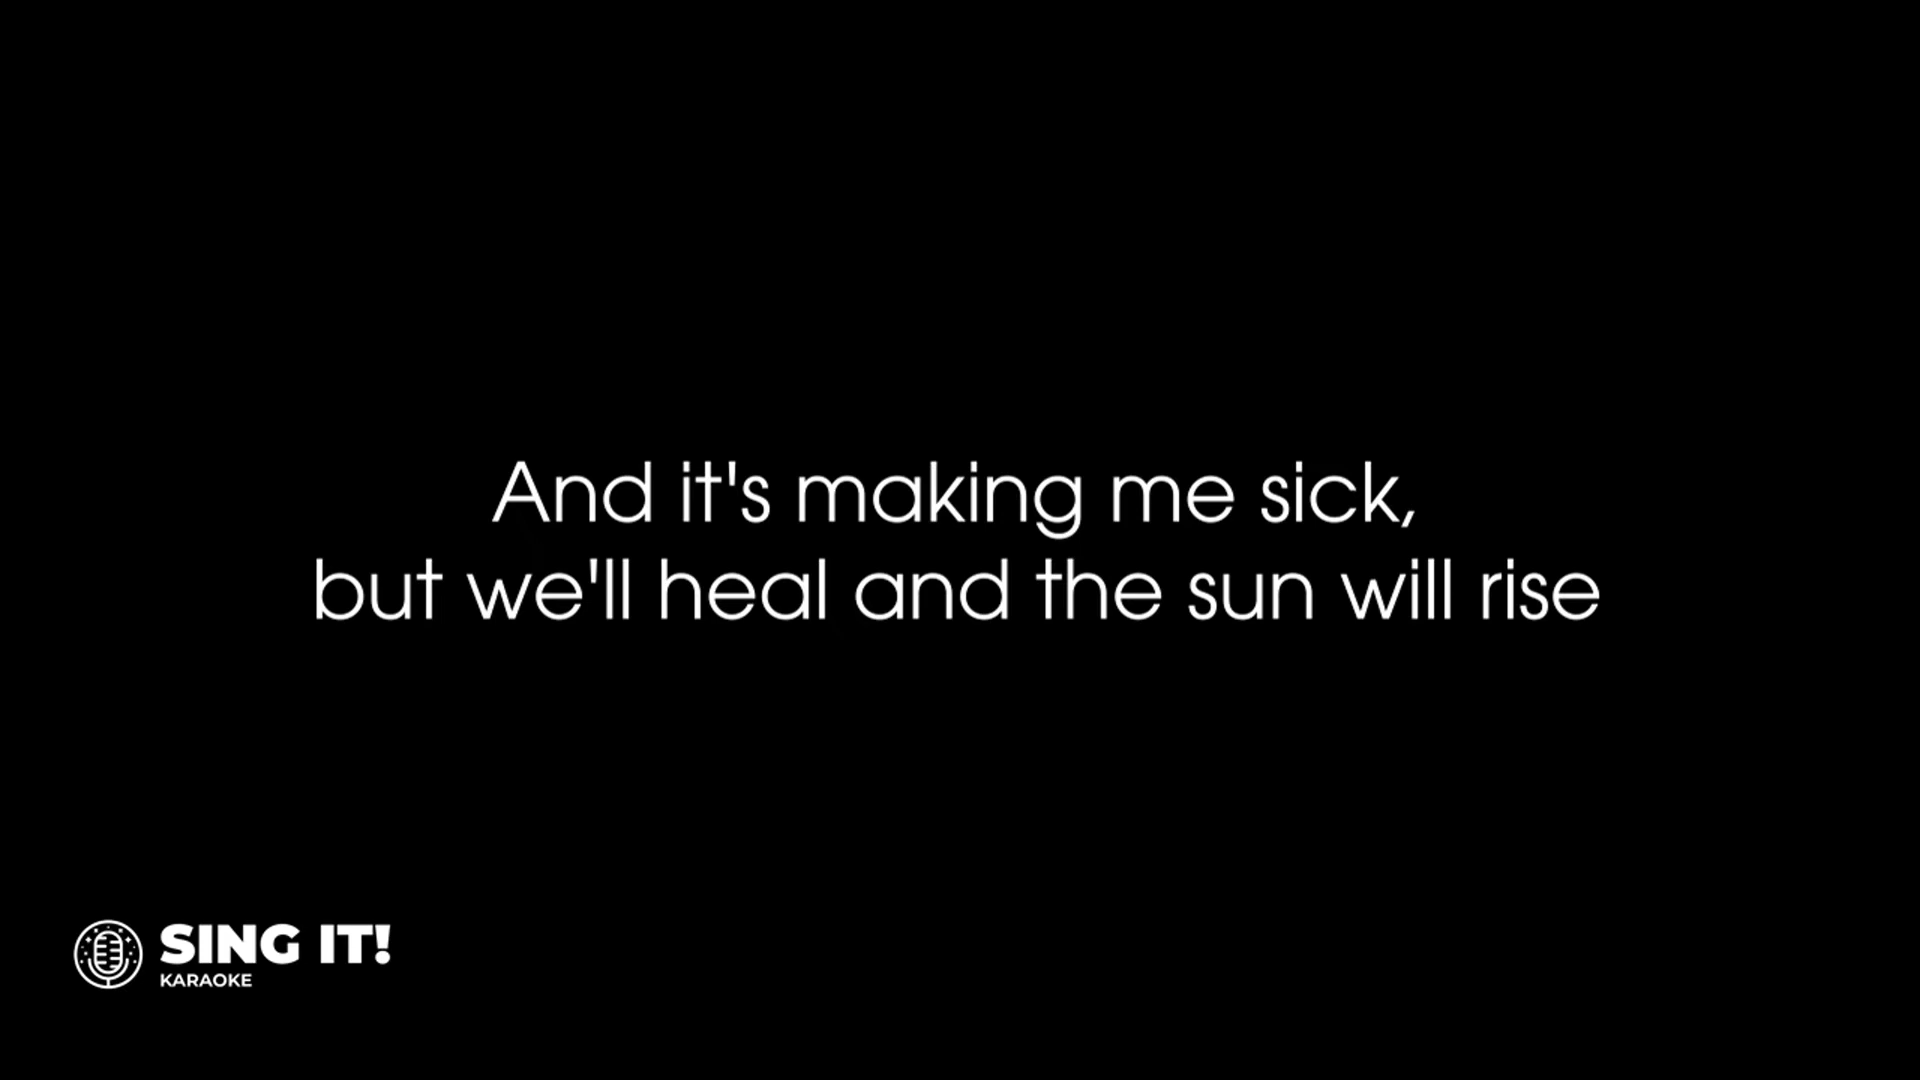 And it's making me sick,
but we'll heal and the sun will rise
SING IT!
KARAOKE